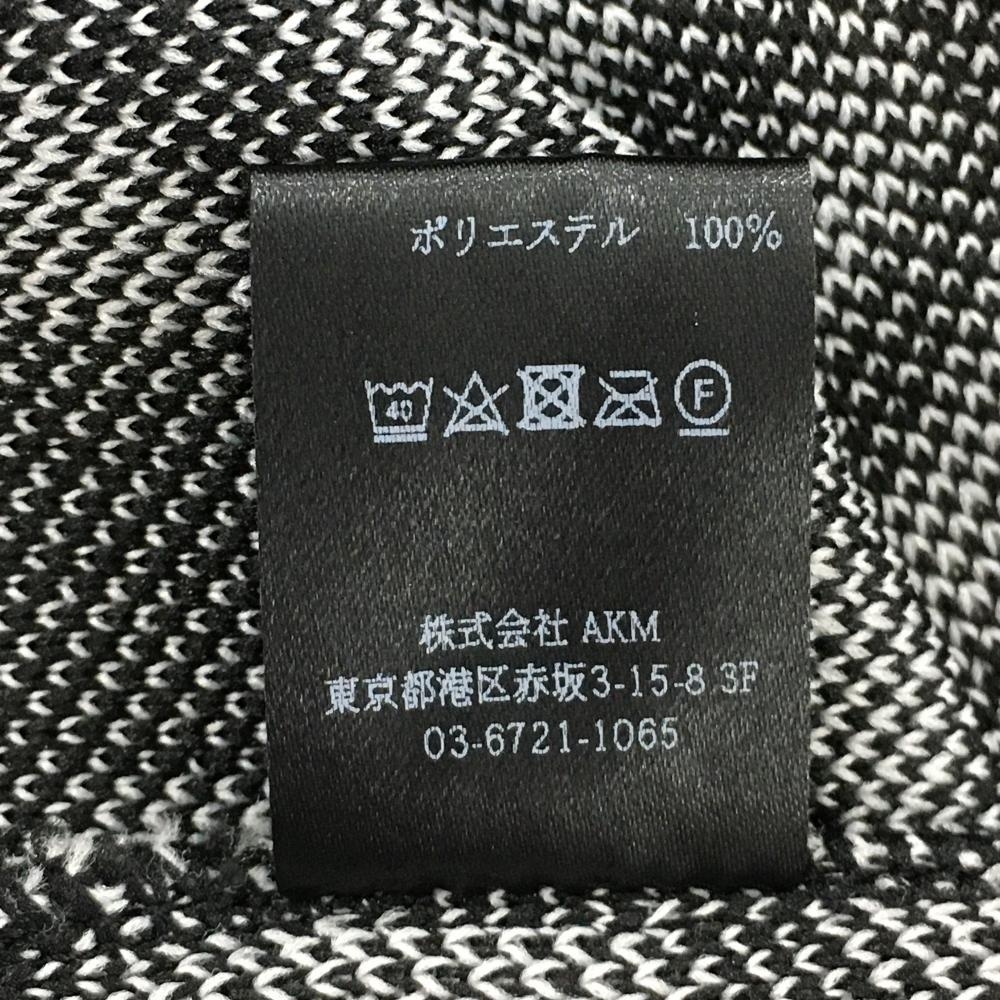 ポリエステル 100%
40 F
株式会社 AKM
東京都港区赤坂3-15-8 3F
03-6721-1065